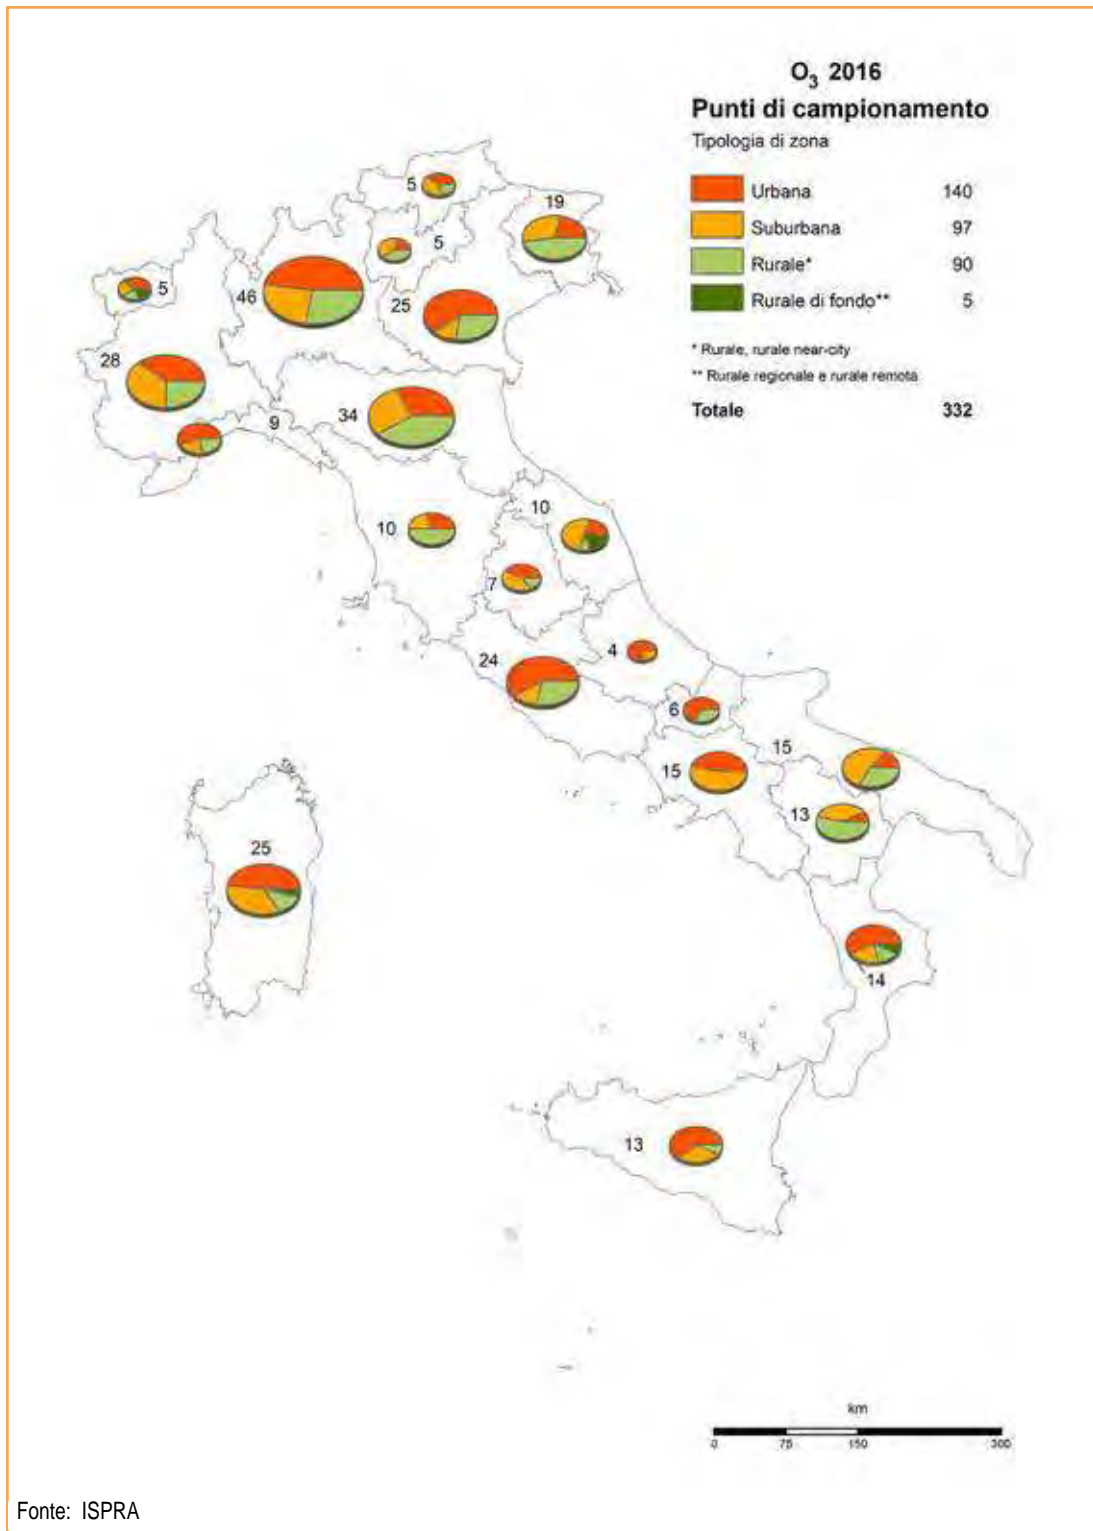 O3 2016
Punti di campionamento
Tipologia di zona
Urbana 140
Suburbana 97
Rurale* 90
Rurale di fondo** 5
* Rurale, rurale near-city
** Rurale regionale e rurale remota
Totale 332
5
19
5
5
46
25
28
34
9
10
10
7
24
4
6
15
15
13
25
14
13
km
0 75 150 300
Fonte: ISPRA